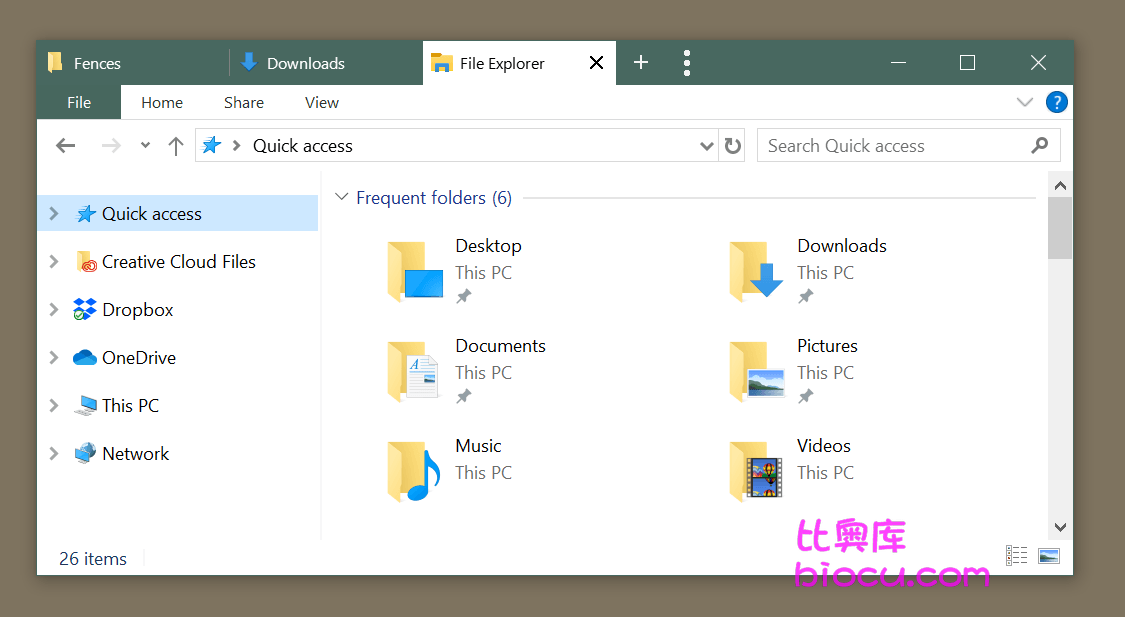 Fences
Downloads
File Explorer
File
Home
Share
View
?
Quick access
Search Quick access
Quick access
Creative Cloud Files
Dropbox
OneDrive
This PC
Network
Frequent folders (6)
Desktop
This PC
Downloads
This PC
Documents
This PC
Pictures
This PC
Music
This PC
Videos
This PC
26 items
比奥库
biocu.com